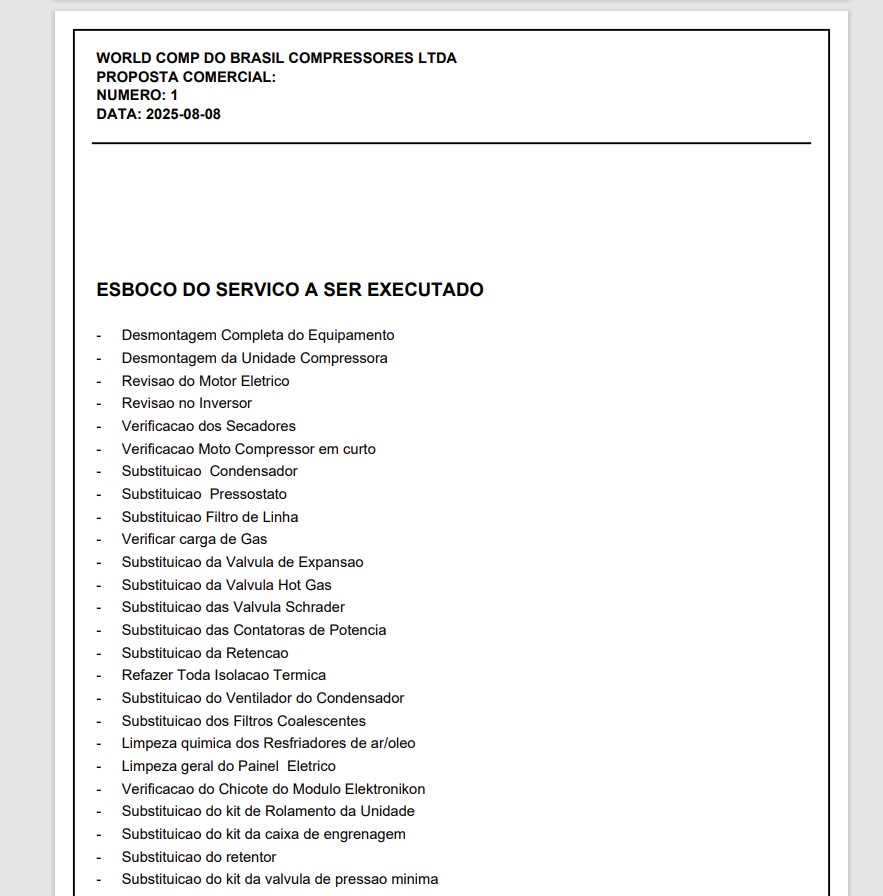 WORLD COMP DO BRASIL COMPRESSORES LTDA
PROPOSTA COMERCIAL:
NUMERO: 1
DATA: 2025-08-08
ESBOCO DO SERVICO A SER EXECUTADO
- Desmontagem Completa do Equipamento
- Desmontagem da Unidade Compressora
- Revisao do Motor Eletrico
- Revisao no Inversor
- Verificacao dos Secadores
- Verificacao Moto Compressor em curto
- Substituicao  Condensador
- Substituicao  Pressostato
- Substituicao Filtro de Linha
- Verificar carga de Gas
- Substituicao da Valvula de Expansao
- Substituicao da Valvula Hot Gas
- Substituicao das Valvula Schrader
- Substituicao das Contatoras de Potencia
- Substituicao da Retencao
- Refazer Toda Isolacao Termica
- Substituicao do Ventilador do Condensador
- Substituicao dos Filtros Coalescentes
- Limpeza quimica dos Resfriadores de ar/oleo
- Limpeza geral do Painel  Eletrico
- Verificacao do Chicote do Modulo Elektronikon
- Substituicao do kit de Rolamento da Unidade
- Substituicao do kit da caixa de engrenagem
- Substituicao do retentor
- Substituicao do kit da valvula de pressao minima